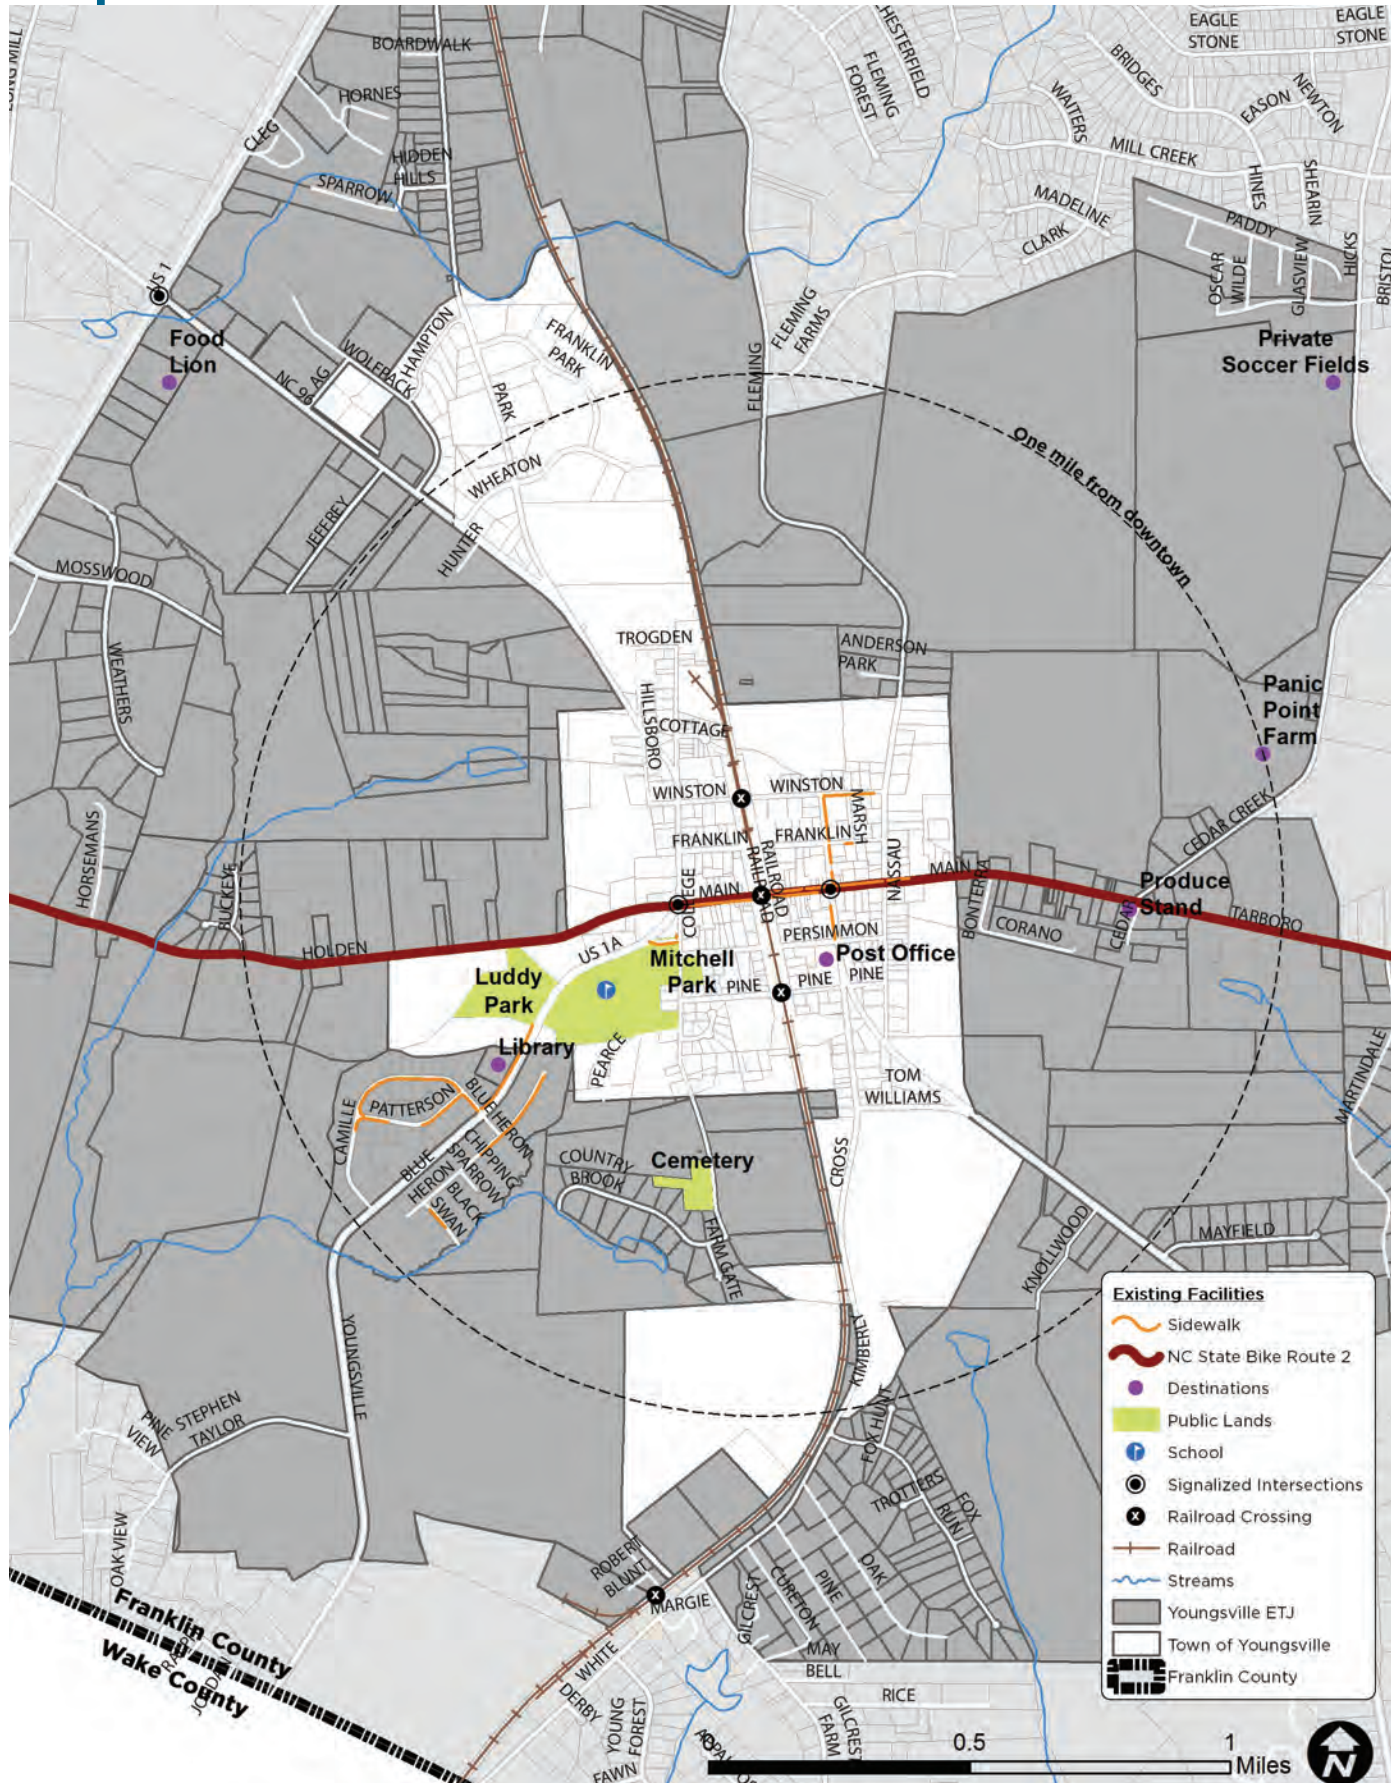 BOARDWALK
HORNES
CLEG
HIDDEN
HILLS
SPARROW
CHESTERFIELD
FLEMING
FOREST
EAGLE
STONE
EAGLE
STONE
BRIDGES
WAITERS
EASON
NEWTON
MILL CREEK
HINES
SHEARIN
MADELINE
CLARK
PADDY
OSCAR
WILDE
GLASVIEW
HICKS
BRISTOL
US 1
Food
Lion
NC 96
AG
WOLFPACK
HAMPTON
FRANKLIN
PARK
PARK
FLEMING
FLEMING
FARMS
Private
Soccer Fields
One mile from downtown
WHEATON
HUNTER
JEFFREY
MOSSWOOD
WEATHERS
TROGDEN
HILLSBORO
COTTAGE
ANDERSON
PARK
Panic
Point
Farm
WINSTON
WINSTON
MARSH
FRANKLIN
FRANKLIN
RAILROAD
RAILROAD
NASSAU
CEDAR CREEK
HORSEMANS
BUCKEYE
COLLEGE
MAIN
MAIN
BONTERRA
Produce
Stand
CORANO
CEDAR
TARBORO
HOLDEN
US 1A
PERSIMMON
Mitchell
Park
Post Office
Luddy
Park
PINE
PINE
PINE
Library
PEARCE
TOM
WILLIAMS
MARTINDALE
CAMILLE
PATTERSON
BLUE HERON
CHIPPING
SPARROW
BLUE
HERON
BLACK
SWAN
COUNTRY
BROOK
Cemetery
CROSS
FARM GATE
KNOLLWOOD
MAYFIELD
YOUNGSVILLE
KIMBERLY
PINE
VIEW
STEPHEN
TAYLOR
FOX HUNT
TROTTERS
FOX
RUN
OAK VIEW
ROBERT
BLUNT
MARGIE
GILCREST
CURETON
PINE
OAK
MAY
BELL
RICE
WHITE
DERBY
YOUNG
FOREST
FAWN
GILCREST
FARM
JORDAN
Franklin County
Wake County
Existing Facilities
Sidewalk
NC State Bike Route 2
Destinations
Public Lands
School
Signalized Intersections
Railroad Crossing
Railroad
Streams
Youngsville ETJ
Town of Youngsville
Franklin County
0 0.5 1
Miles
N